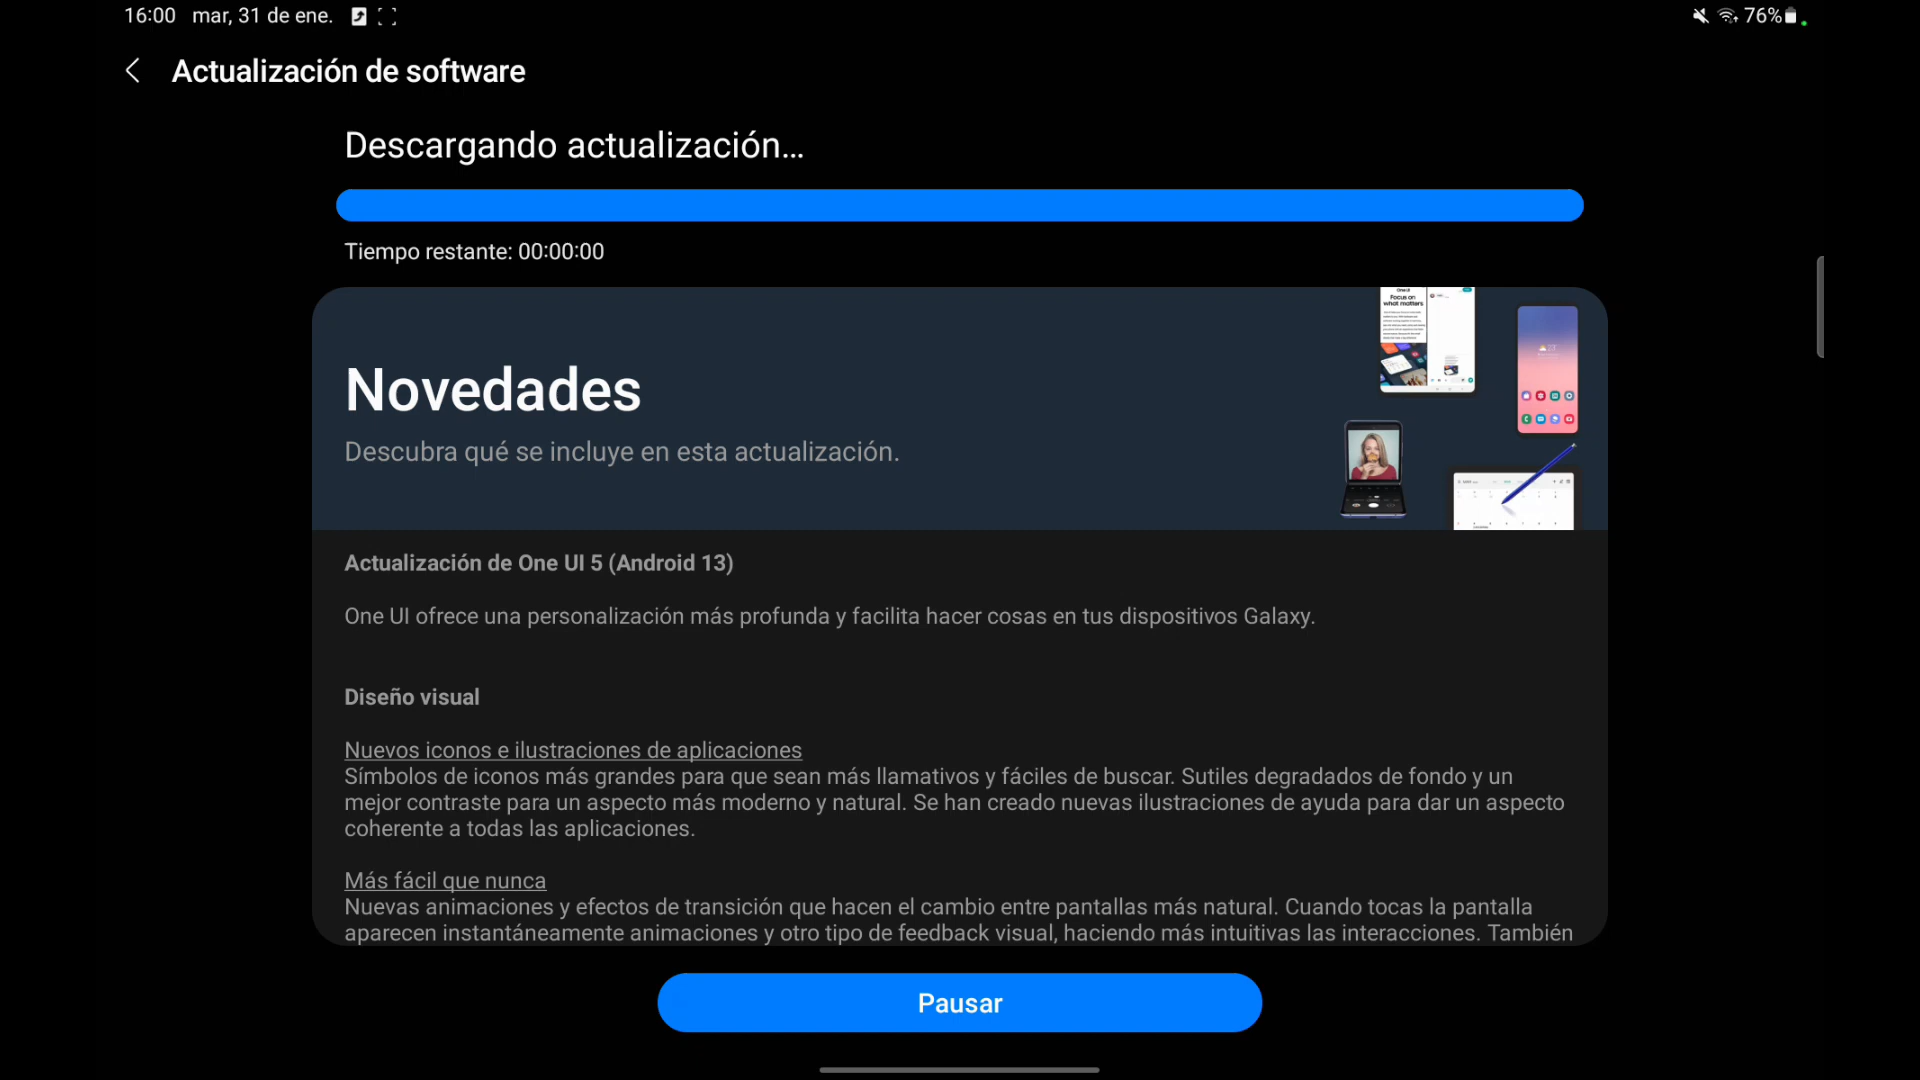 16:00 mar, 31 de ene.
76%
Actualización de software
Descargando actualización...
Tiempo restante: 00:00:00
Novedades
Descubra qué se incluye en esta actualización.
One UI
Focus on
what matters
Actualización de One UI 5 (Android 13)
One UI ofrece una personalización más profunda y facilita hacer cosas en tus dispositivos Galaxy.
Diseño visual
Nuevos iconos e ilustraciones de aplicaciones
Símbolos de iconos más grandes para que sean más llamativos y fáciles de buscar. Sutiles degradados de fondo y un
mejor contraste para un aspecto más moderno y natural. Se han creado nuevas ilustraciones de ayuda para dar un aspecto
coherente a todas las aplicaciones.
Más fácil que nunca
Nuevas animaciones y efectos de transición que hacen el cambio entre pantallas más natural. Cuando tocas la pantalla
aparecen instantáneamente animaciones y otro tipo de feedback visual, haciendo más intuitivas las interacciones. También
Pausar